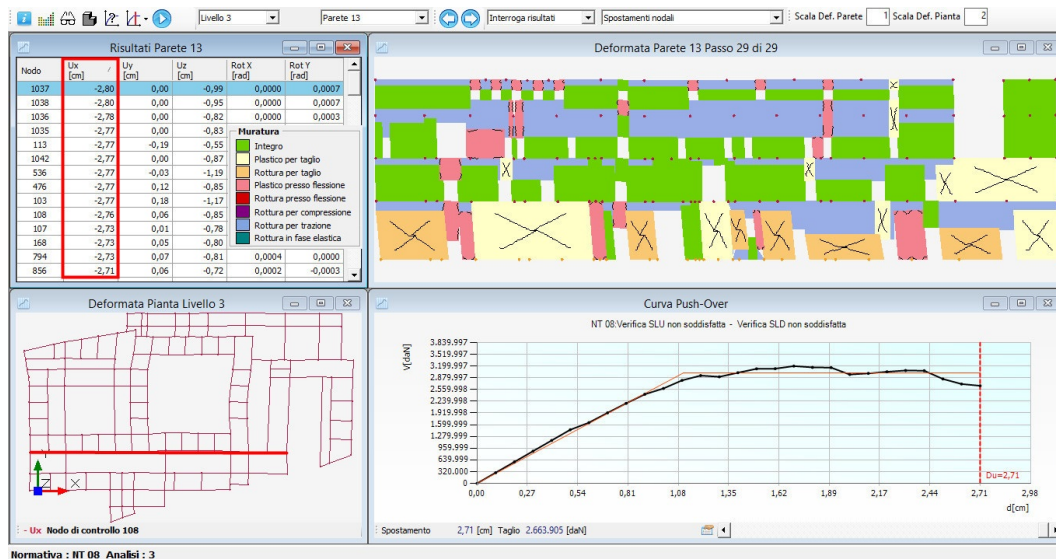 Livello 3 Parete 13 Interroga risultati Spostamenti nodali Scala Def. Parete 1 Scala Def. Pianta 2
Risultati Parete 13
Nodo Ux [cm] / Uy [cm] Uz [cm] Rot X [rad] Rot Y [rad]
1037 -2,80 0,00 -0,99 0,0000 0,0007
1038 -2,80 0,00 -0,95 0,0000 0,0007
1036 -2,78 0,00 -0,82 0,0000 0,0003
1035 -2,77 0,00 -0,83
113 -2,77 -0,19 -0,55
1042 -2,77 0,00 -0,87
536 -2,77 -0,03 -1,19
476 -2,77 0,12 -0,85
103 -2,77 0,18 -1,17
108 -2,76 0,06 -0,85
107 -2,73 0,01 -0,78
168 -2,73 0,05 -0,80
794 -2,73 0,07 -0,81 0,0004 0,0000
856 -2,71 0,06 -0,72 0,0002 -0,0003
Muratura
Integro
Plastico per taglio
Rottura per taglio
Plastico presso flessione
Rottura presso flessione
Rottura per compressione
Rottura per trazione
Rottura in fase elastica
Deformata Parete 13 Passo 29 di 29
Deformata Pianta Livello 3
Y
Z X
- Ux Nodo di controllo 108
Curva Push-Over
NT 08:Verifica SLU non soddisfatta - Verifica SLD non soddisfatta
V[daN]
3.839.997
3.519.997
3.199.997
2.879.997
2.559.998
2.239.998
1.919.998
1.599.999
1.279.999
959.999
639.999
320.000
0
Du=2,71
0,00 0,27 0,54 0,81 1,08 1,35 1,62 1,89 2,17 2,44 2,71 2,98
d[cm]
Spostamento 2,71 [cm] Taglio 2.663.905 [daN]
Normativa : NT 08 Analisi : 3